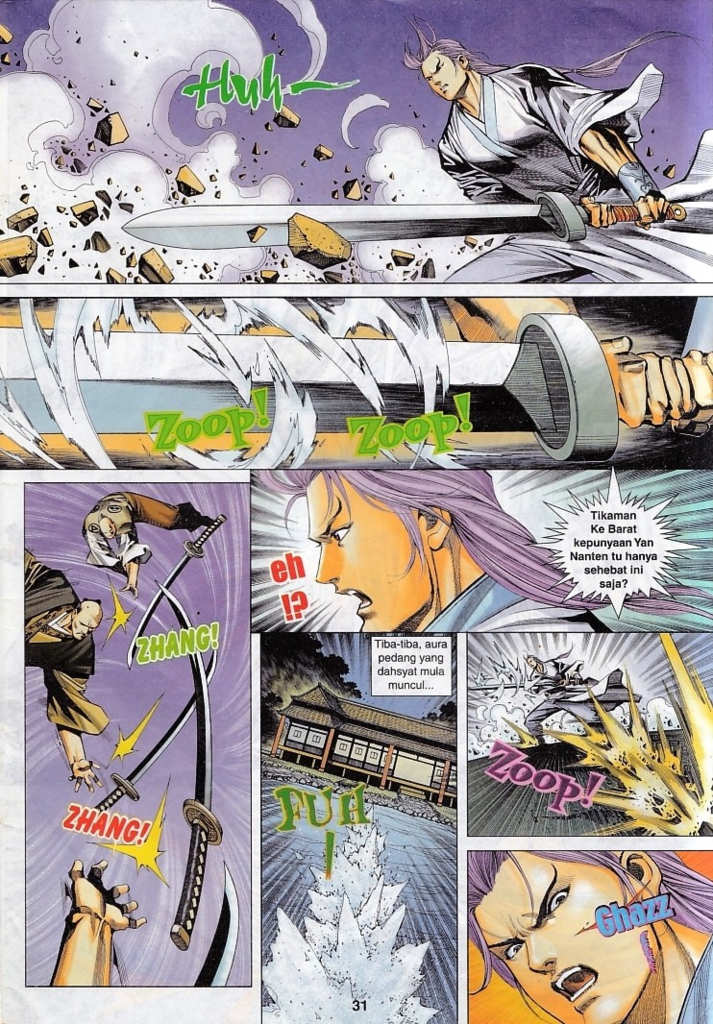 Huh
Zoop!
Zoop!
eh
!?
Tikaman
Ke Barat
kepunyaan Yan
Nanten tu hanya
sehebat ini
saja?
ZHANG!
ZHANG!
Tiba-tiba, aura
pedang yang
dahsyat mula
muncul...
FUH
!
Zoop!
Ghazz
31